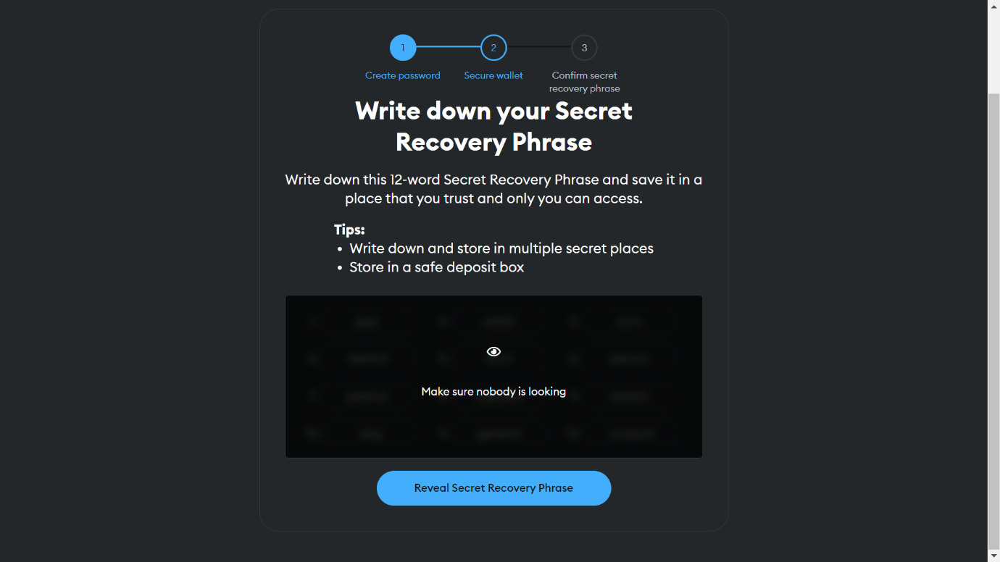 1
2
3
Create password
Secure wallet
Confirm secret
recovery phrase
Write down your Secret
Recovery Phrase
Write down this 12-word Secret Recovery Phrase and save it in a
place that you trust and only you can access.
Tips:
• Write down and store in multiple secret places
• Store in a safe deposit box
Make sure nobody is looking
Reveal Secret Recovery Phrase